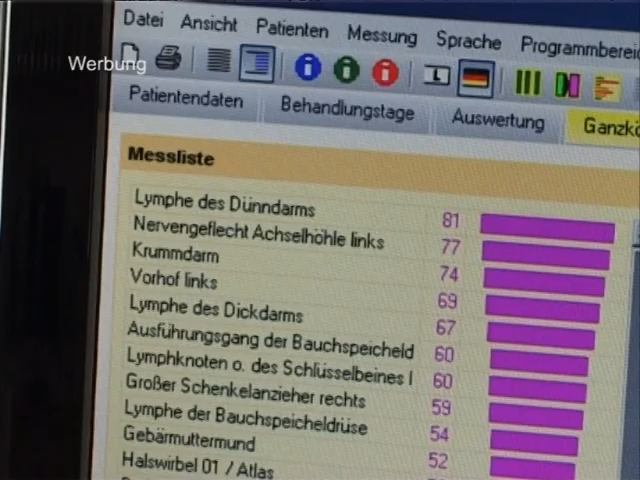 Datei Ansicht Patienten Messung Sprache
Werbung
L
Patientendaten Behandlungstage Auswertung
Messliste
Lymphe des Dünndarms 81
Nervengeflecht Achselhöhle links 77
Krummdarm 74
Vorhof links 69
Lymphe des Dickdarms 67
Ausführungsgang der Bauchspeicheld 60
Lymphknoten o. des Schlüsselbeines l 60
Großer Schenkelanzieher rechts 59
Lymphe der Bauchspeicheldrüse 54
Gebärmuttermund 52
Halswirbel 01 / Atlas